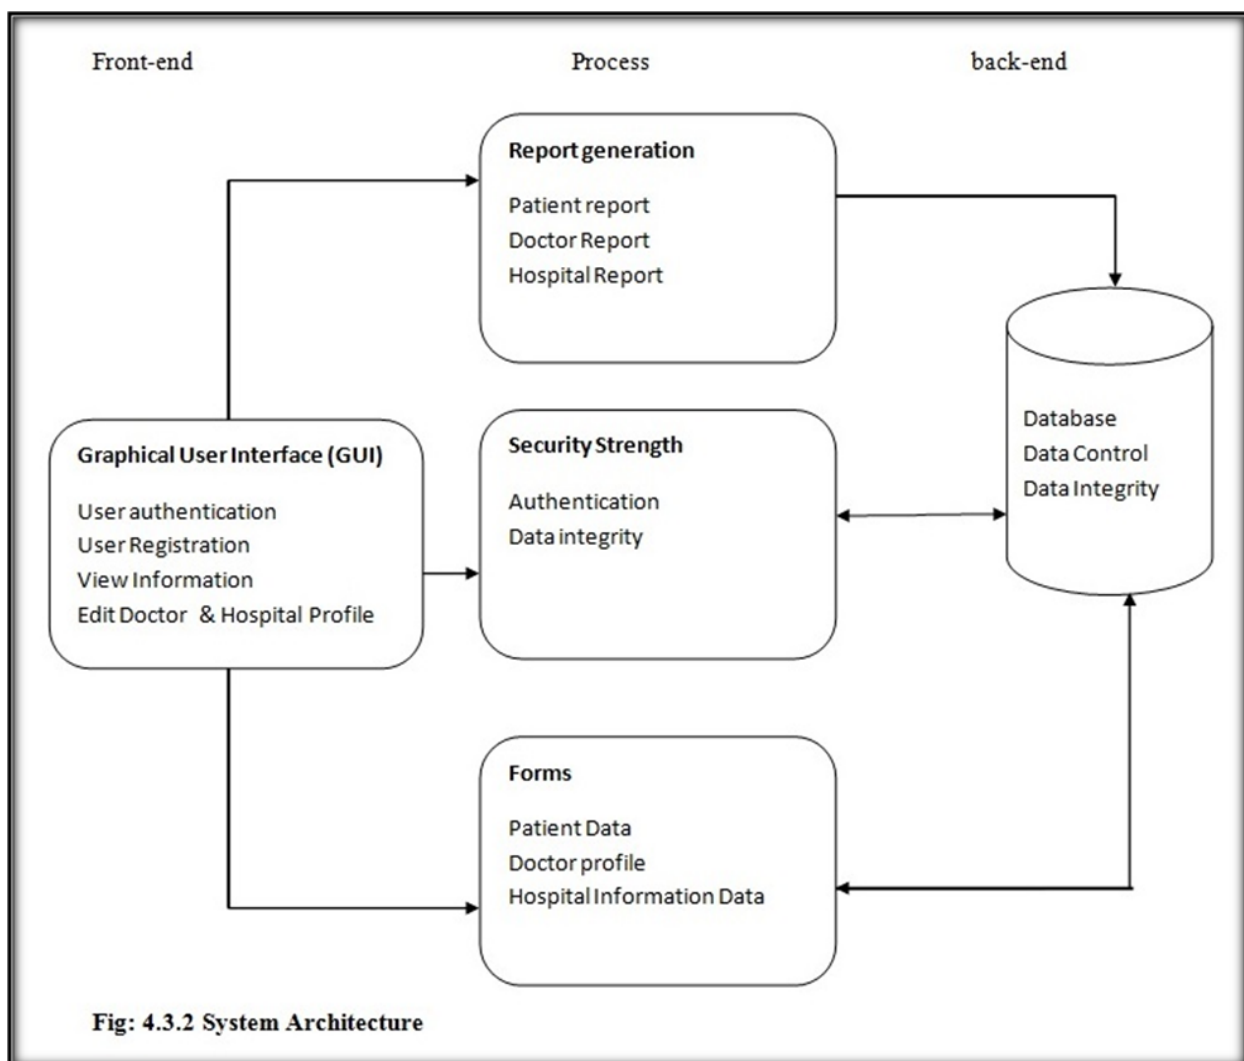 Front-end
Process
back-end
Report generation
Patient report
Doctor Report
Hospital Report
Graphical User Interface (GUI)
User authentication
User Registration
View Information
Edit Doctor & Hospital Profile
Security Strength
Authentication
Data integrity
Database
Data Control
Data Integrity
Forms
Patient Data
Doctor profile
Hospital Information Data
Fig: 4.3.2 System Architecture